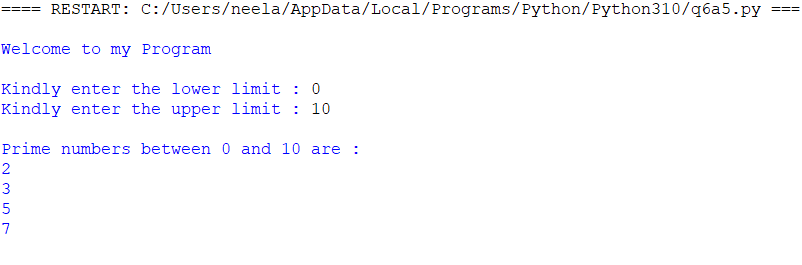 ==== RESTART: C:/Users/neela/AppData/Local/Programs/Python/Python310/q6a5.py ===
Welcome to my Program
Kindly enter the lower limit : 0
Kindly enter the upper limit : 10
Prime numbers between 0 and 10 are :
2
3
5
7